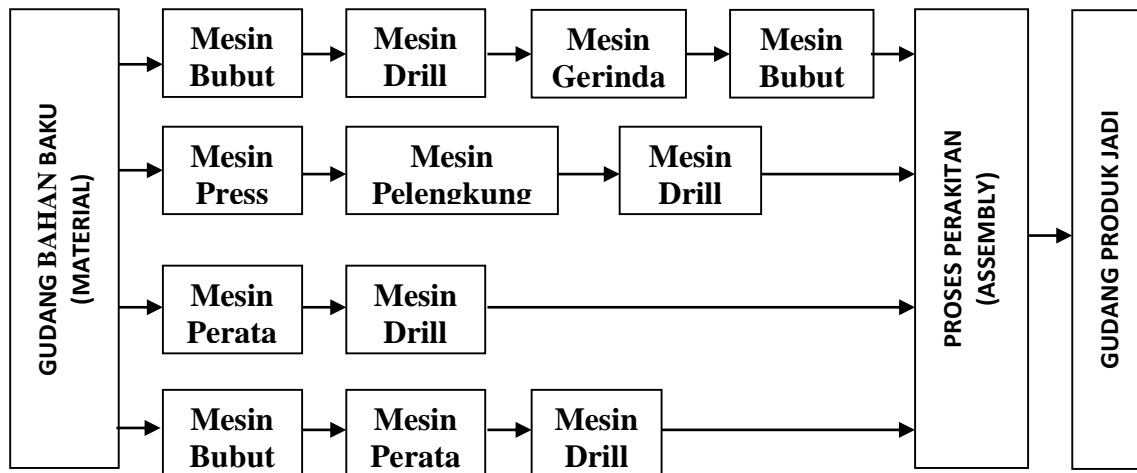 GUDANG BAHAN BAKU
(MATERIAL)
Mesin
Bubut
Mesin
Drill
Mesin
Gerinda
Mesin
Bubut
Mesin
Press
Mesin
Pelengkung
Mesin
Drill
Mesin
Perata
Mesin
Drill
Mesin
Bubut
Mesin
Perata
Mesin
Drill
PROSES PERAKITAN
(ASSEMBLY)
GUDANG PRODUK JADI